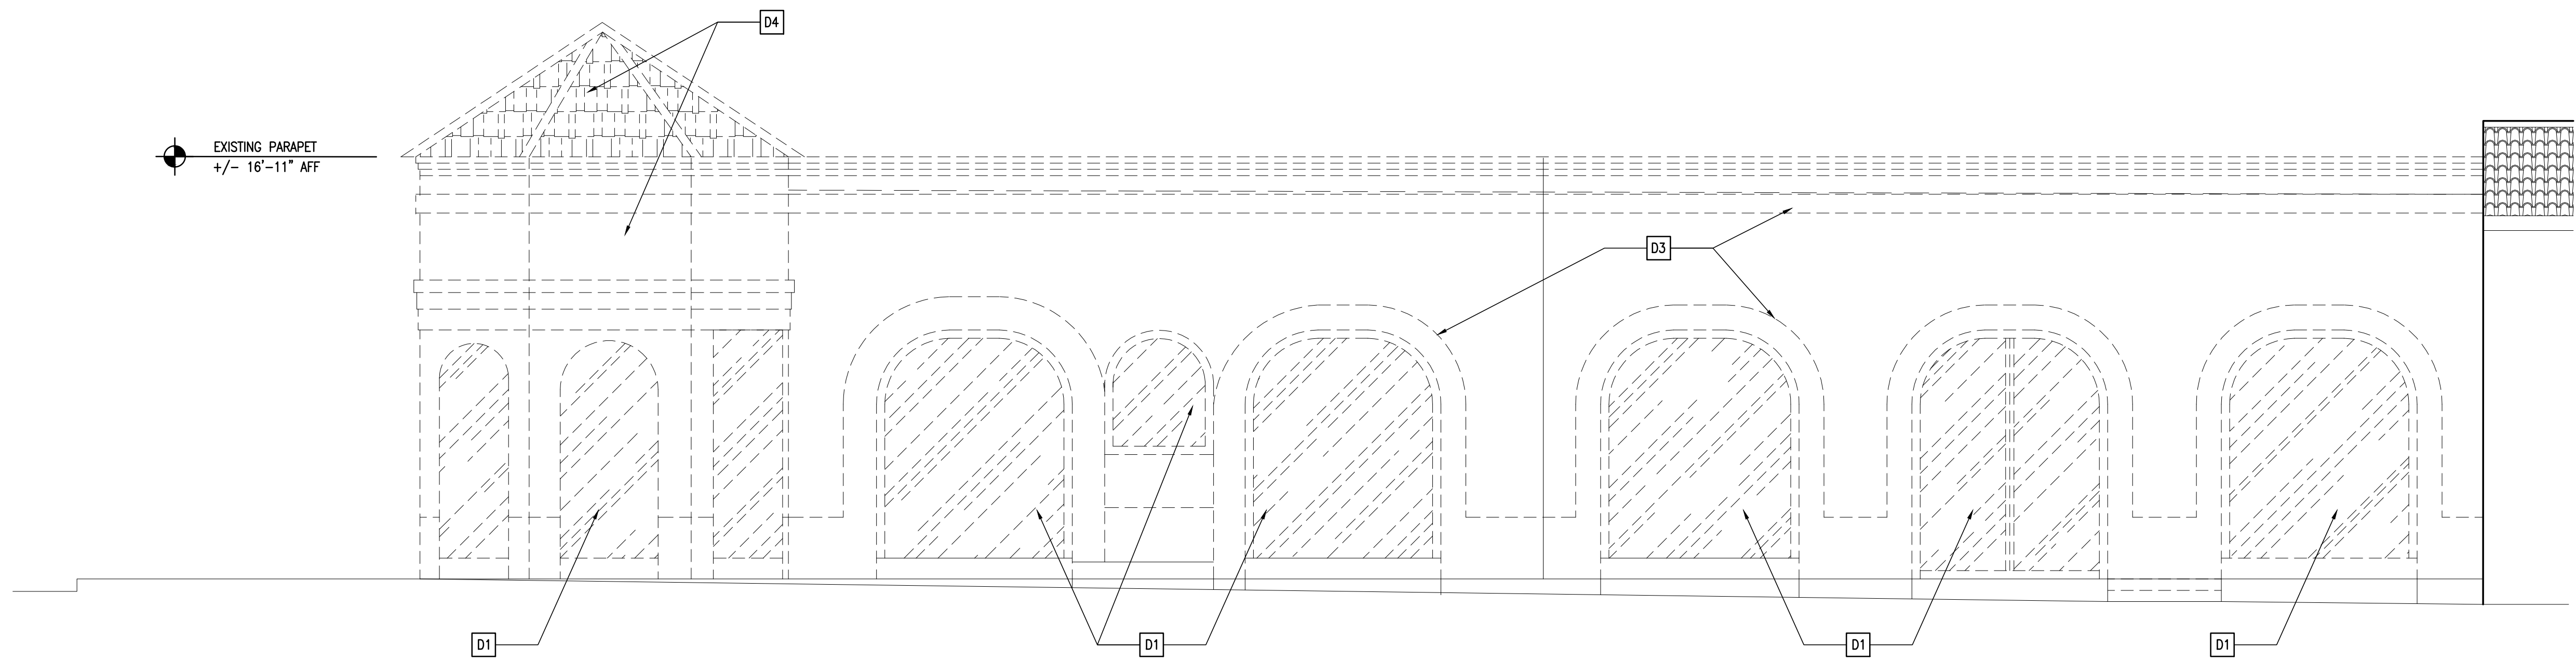 D4
EXISTING PARAPET
+/- 16'-11" AFF
D3
D1
D1
D1
D1